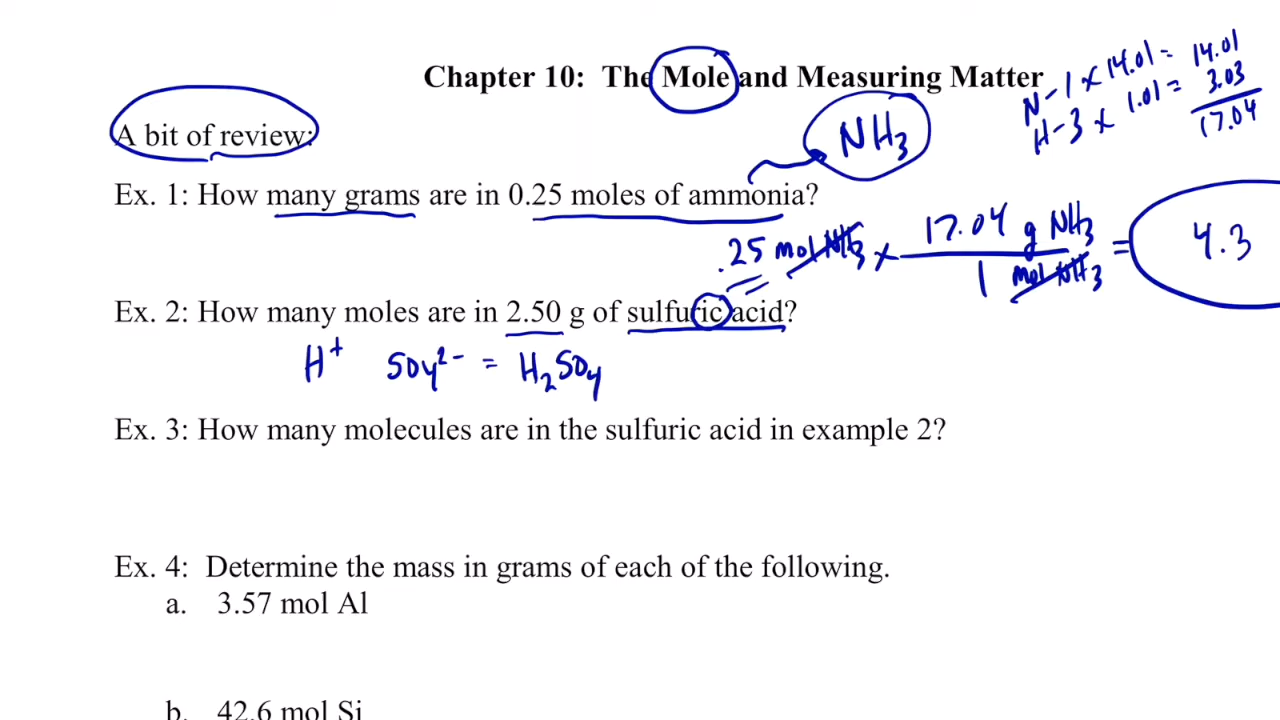 Chapter 10: The Mole and Measuring Matter
N - 1 x 14.01 = 14.01
H - 3 x 1.01 = 3.03
17.04
A bit of review:
NH3
Ex. 1: How many grams are in 0.25 moles of ammonia?
.25 mol NH3 x 17.04 g NH3 = 4.3
1 mol NH3
Ex. 2: How many moles are in 2.50 g of sulfuric acid?
H+ SO4 2- = H2SO4
Ex. 3: How many molecules are in the sulfuric acid in example 2?
Ex. 4: Determine the mass in grams of each of the following.
a. 3.57 mol Al
b. 42.6 mol Si